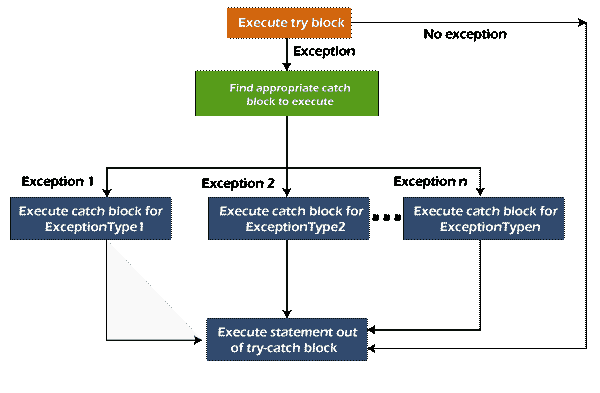 Execute try block
No exception
Exception
Find appropriate catch
block to execute
Exception 1
Exception 2
Exception n
Execute catch block for
ExceptionType1
Execute catch block for
ExceptionType2
Execute catch block for
ExceptionTypen
Execute statement out
of try-catch block